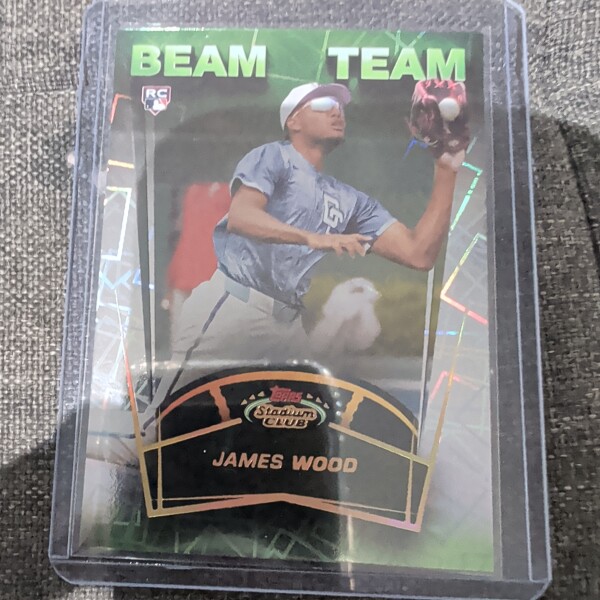 BEAM TEAM
RC
Topps
Stadium
CLUB
JAMES WOOD